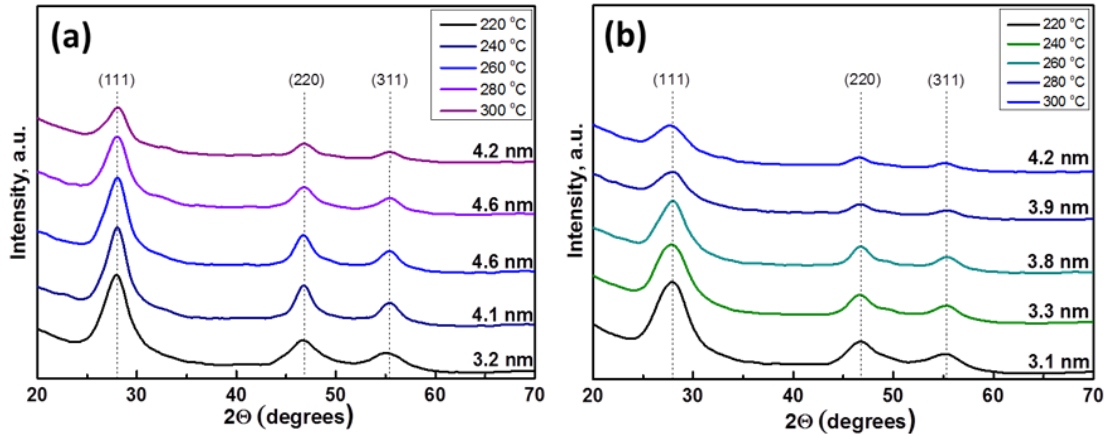 (a)
220 °C
240 °C
260 °C
280 °C
300 °C
(111)
(220)
(311)
4.2 nm
4.6 nm
4.6 nm
4.1 nm
3.2 nm
Intensity, a.u.
20 30 40 50 60 70
2Θ (degrees)
(b)
220 °C
240 °C
260 °C
280 °C
300 °C
(111)
(220)
(311)
4.2 nm
3.9 nm
3.8 nm
3.3 nm
3.1 nm
Intensity, a.u.
20 30 40 50 60 70
2Θ (degrees)